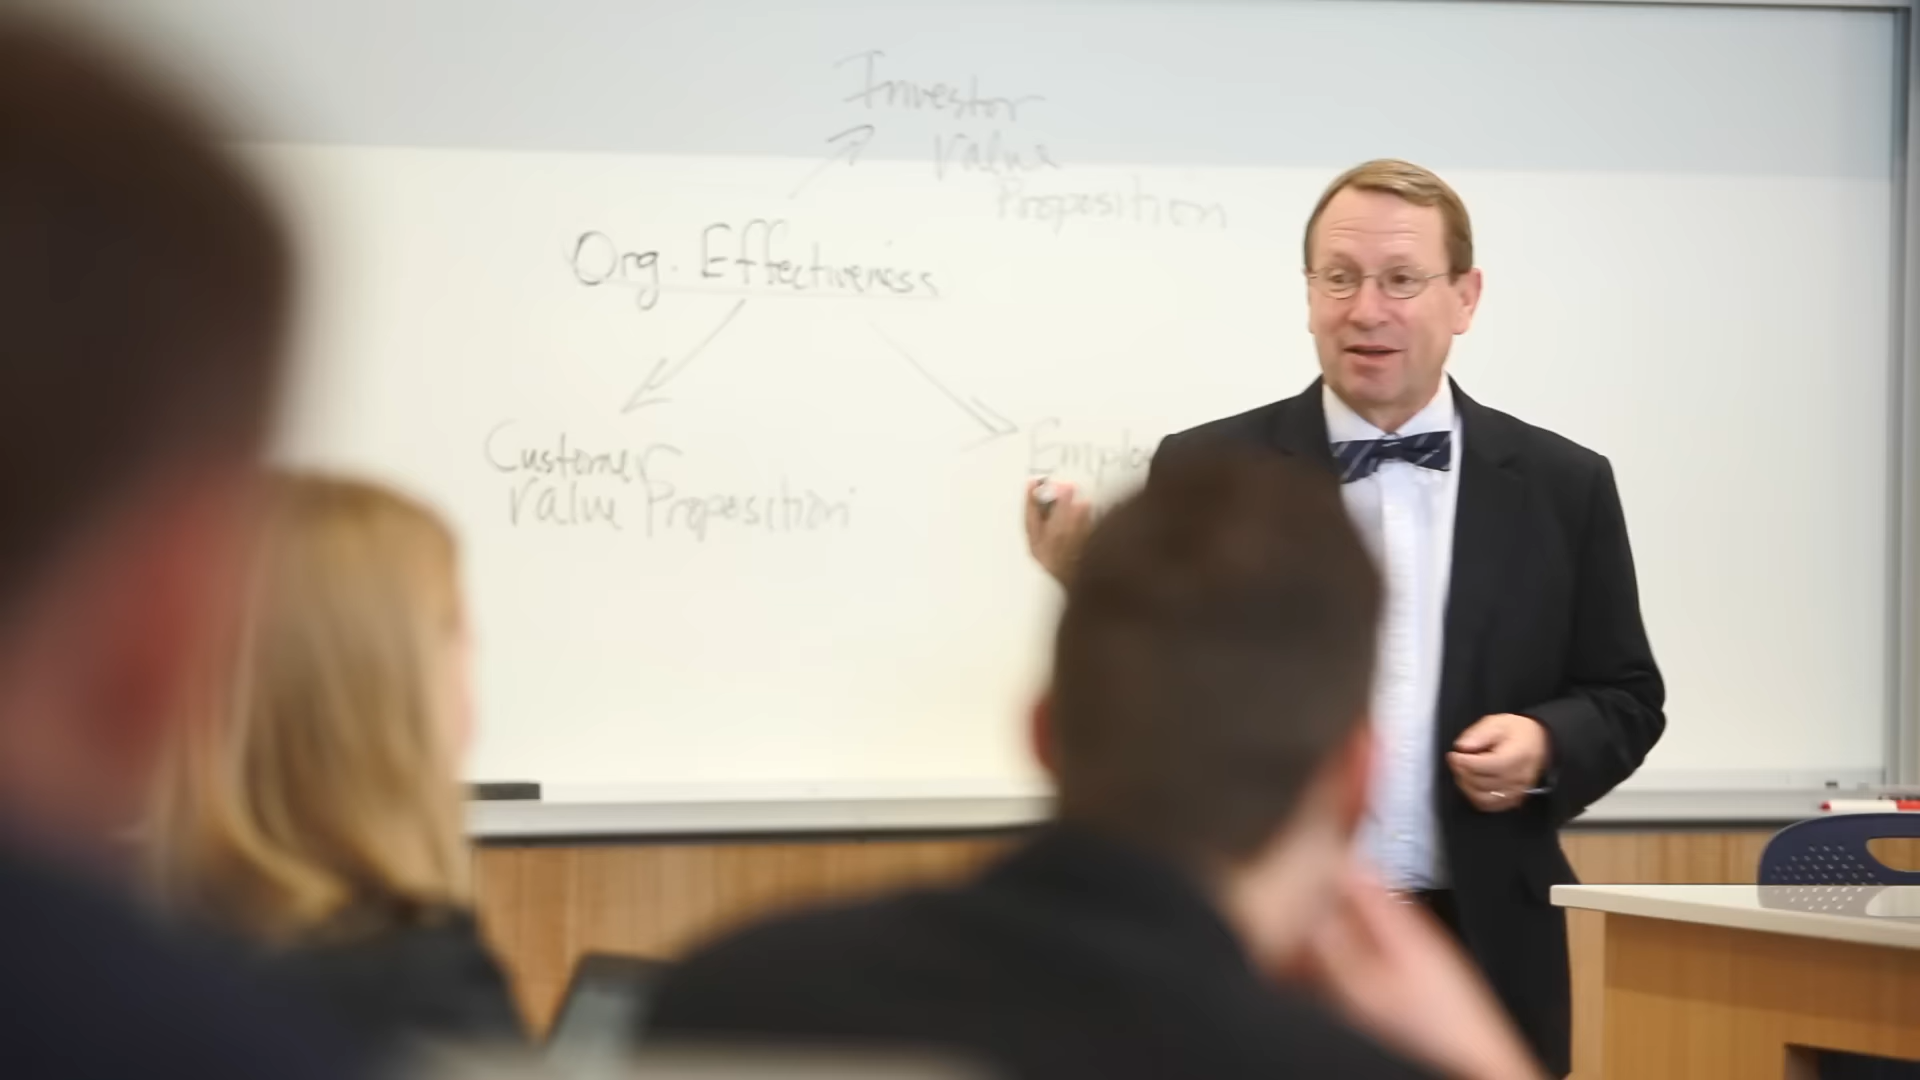 Investor
Value
Proposition
Org. Effectiveness
Customer
Value Proposition